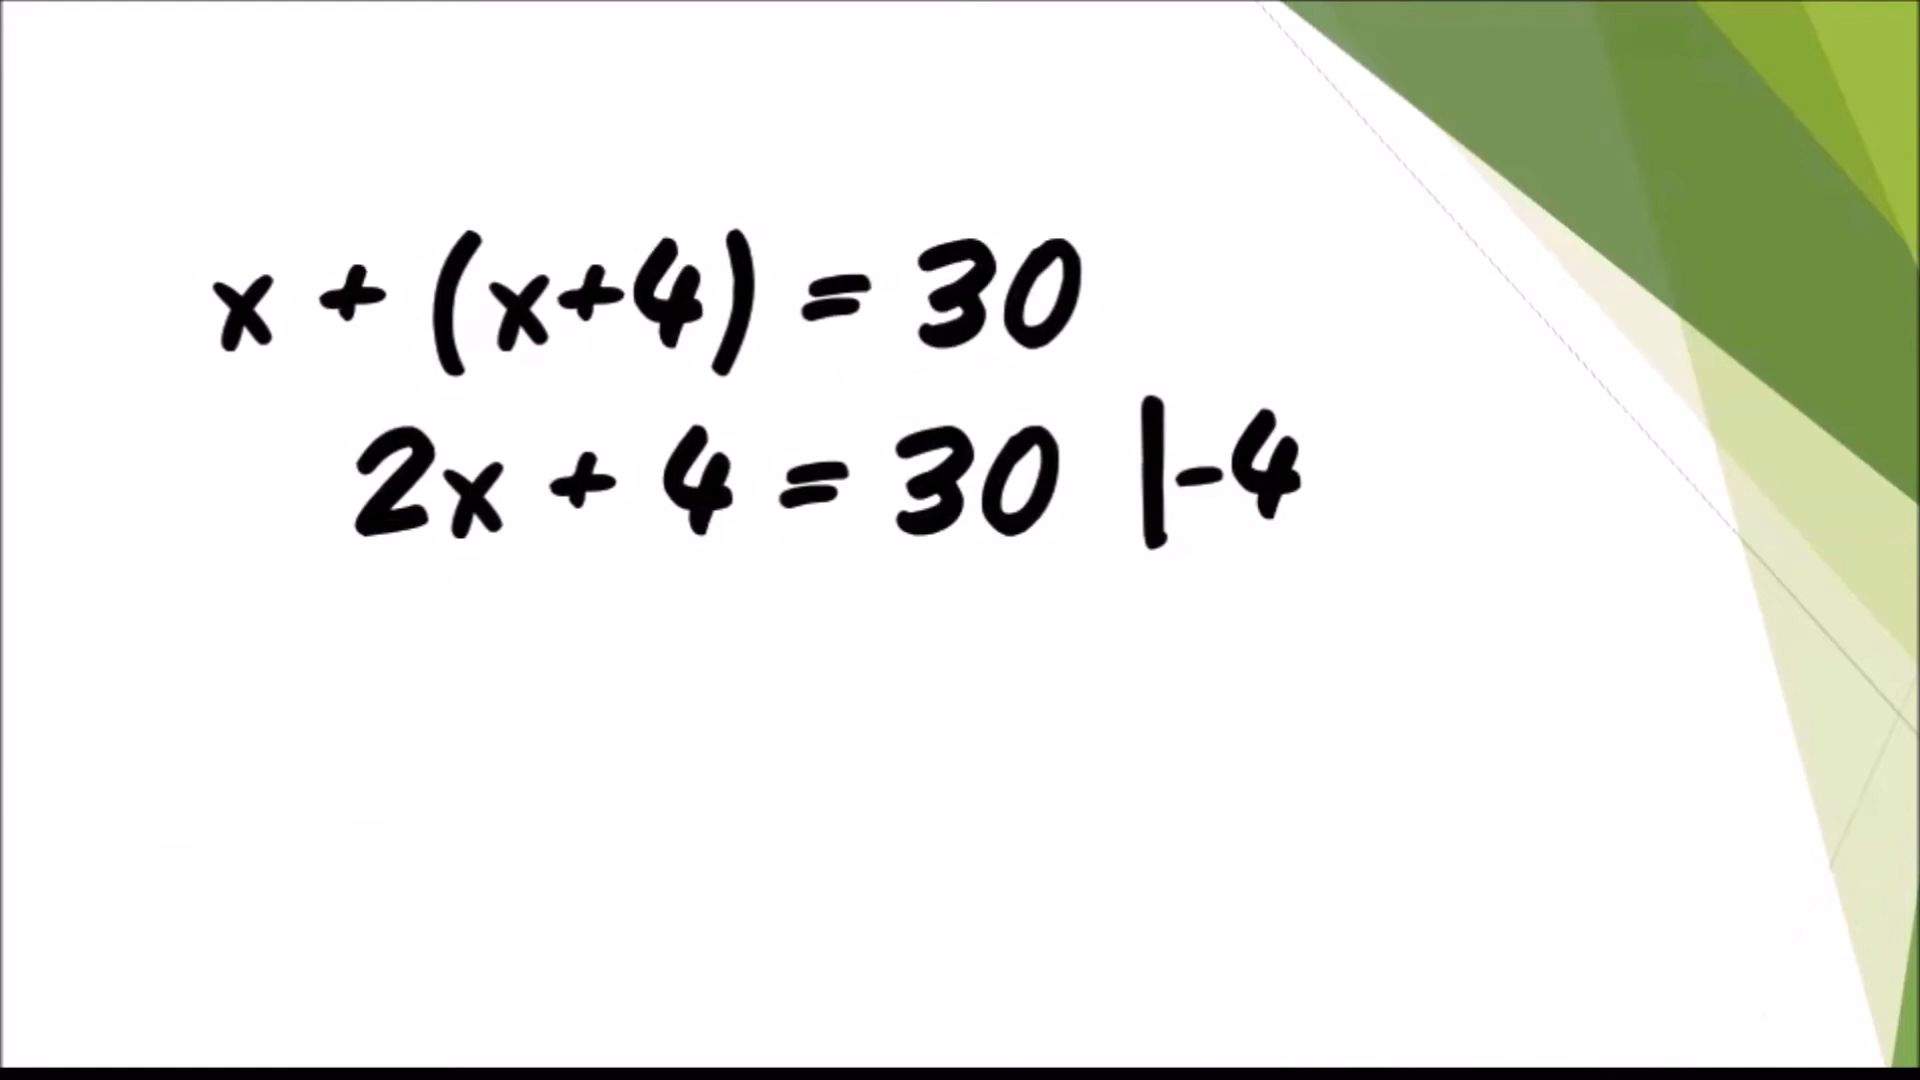 x + (x+4) = 30
2x + 4 = 30 |-4